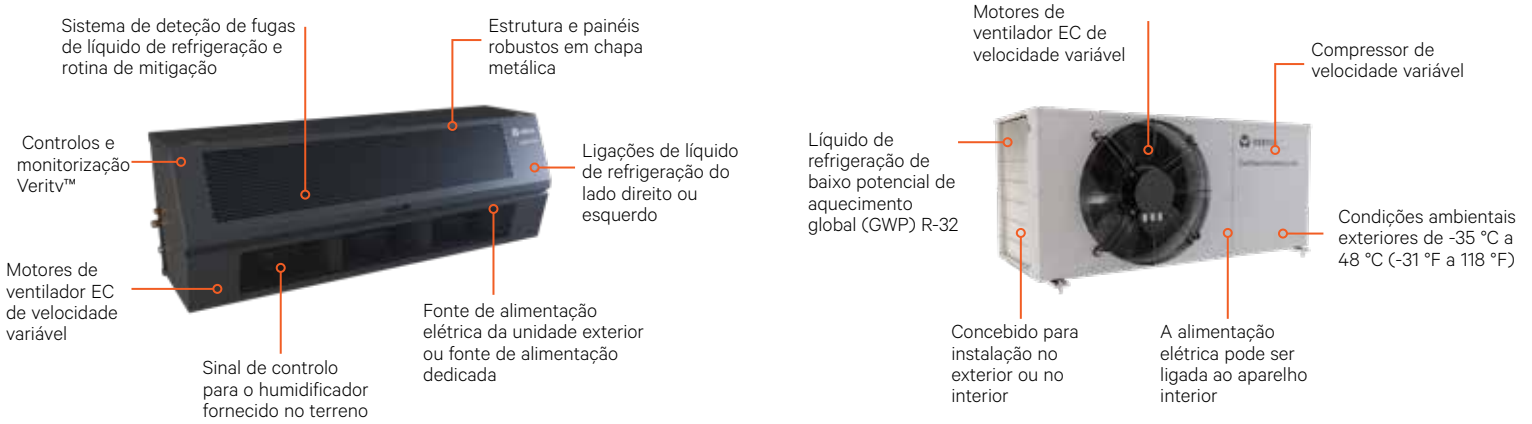 Sistema de deteção de fugas
de líquido de refrigeração e
rotina de mitigação
Estrutura e painéis
robustos em chapa
metálica
Controlos e
monitorização
Veritv™
Ligações de líquido
de refrigeração do
lado direito ou
esquerdo
Motores de
ventilador EC
de velocidade
variável
Sinal de controlo
para o humidificador
fornecido no terreno
Fonte de alimentação
elétrica da unidade exterior
ou fonte de alimentação
dedicada
Motores de
ventilador EC de
velocidade variável
Compressor de
velocidade variável
Líquido de
refrigeração de
baixo potencial de
aquecimento
global (GWP) R-32
Condições ambientais
exteriores de -35 °C a
48 °C (-31 °F a 118 °F)
Concebido para
instalação no
exterior ou no
interior
A alimentação
elétrica pode ser
ligada ao aparelho
interior